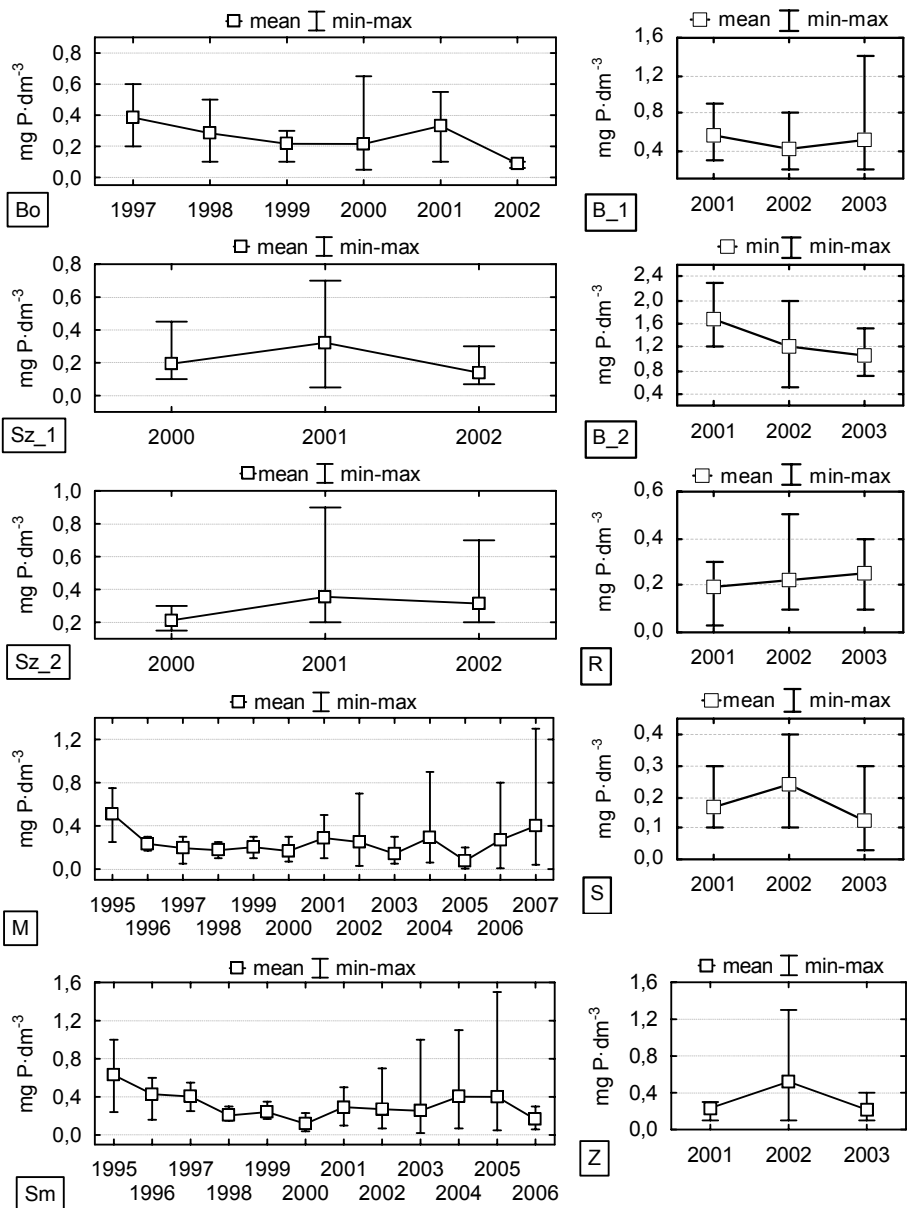 mean min-max
mg P·dm-3
0,8
0,6
0,4
0,2
0,0
1997 1998 1999 2000 2001 2002
Bo
mean min-max
mg P·dm-3
1,6
1,2
0,8
0,4
2001 2002 2003
B_1
mean min-max
mg P·dm-3
0,8
0,6
0,4
0,2
0,0
2000 2001 2002
Sz_1
min min-max
mg P·dm-3
2,4
2,0
1,6
1,2
0,8
0,4
2001 2002 2003
B_2
mean min-max
mg P·dm-3
1,0
0,8
0,6
0,4
0,2
2000 2001 2002
Sz_2
mean min-max
mg P·dm-3
0,6
0,4
0,2
0,0
2001 2002 2003
R
mean min-max
mg P·dm-3
1,2
0,8
0,4
0,0
1995 1997 1999 2001 2003 2005 2007
1996 1998 2000 2002 2004 2006
M
mean min-max
mg P·dm-3
0,4
0,3
0,2
0,1
0,0
2001 2002 2003
S
mean min-max
mg P·dm-3
1,6
1,2
0,8
0,4
0,0
1995 1997 1999 2001 2003 2005
1996 1998 2000 2002 2004 2006
Sm
mean min-max
mg P·dm-3
1,6
1,2
0,8
0,4
0,0
2001 2002 2003
Z